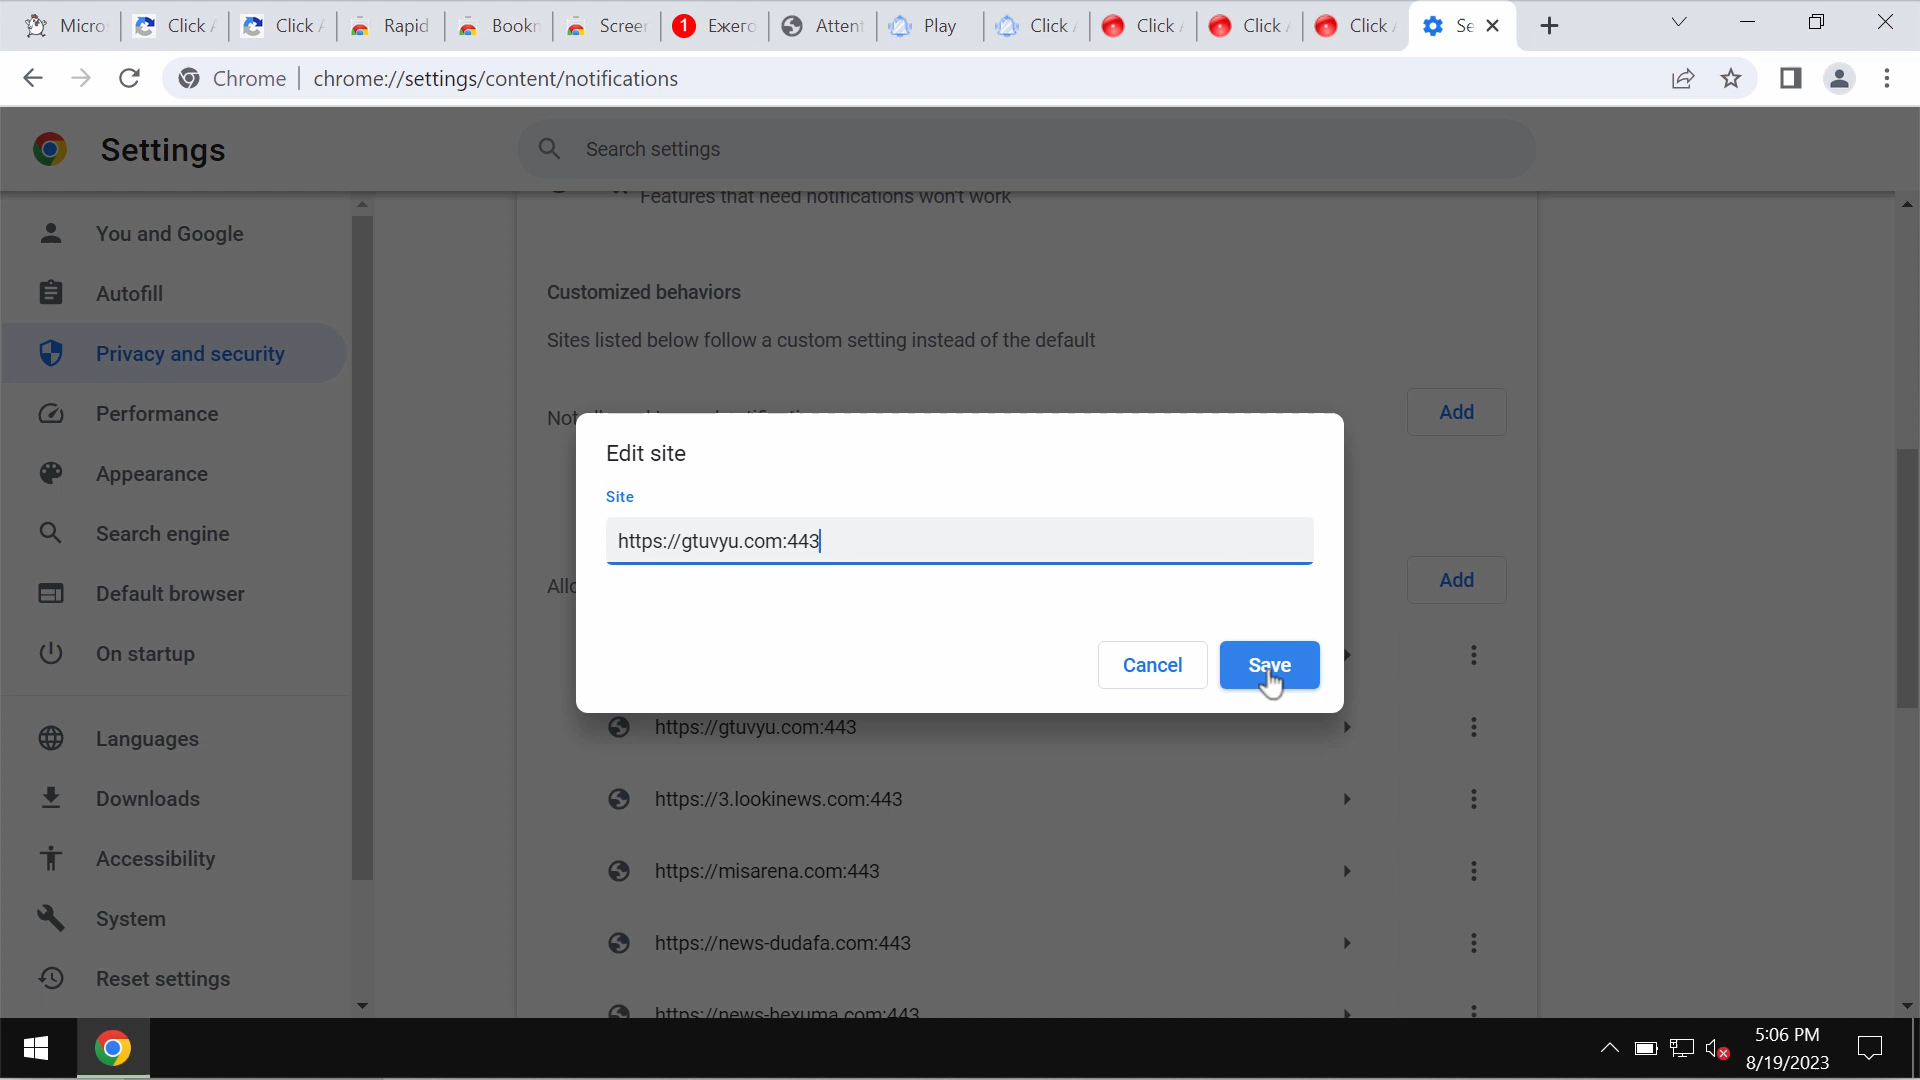 Micro
Click
Click
Rapid
Bookn
Screer
1
Ежего
Attent
Play
Click
Click
Click
Click
Se
Chrome
chrome://settings/content/notifications
Settings
Search settings
Features that need notifications won't work
You and Google
Autofill
Privacy and security
Performance
Appearance
Search engine
Default browser
On startup
Languages
Downloads
Accessibility
System
Reset settings
Customized behaviors
Sites listed below follow a custom setting instead of the default
Add
Edit site
Site
https://gtuvyu.com:443
Add
Cancel
Save
https://gtuvyu.com:443
https://3.lookinews.com:443
https://misarena.com:443
https://news-dudafa.com:443
https://news-hexuma.com:443
5:06 PM
8/19/2023